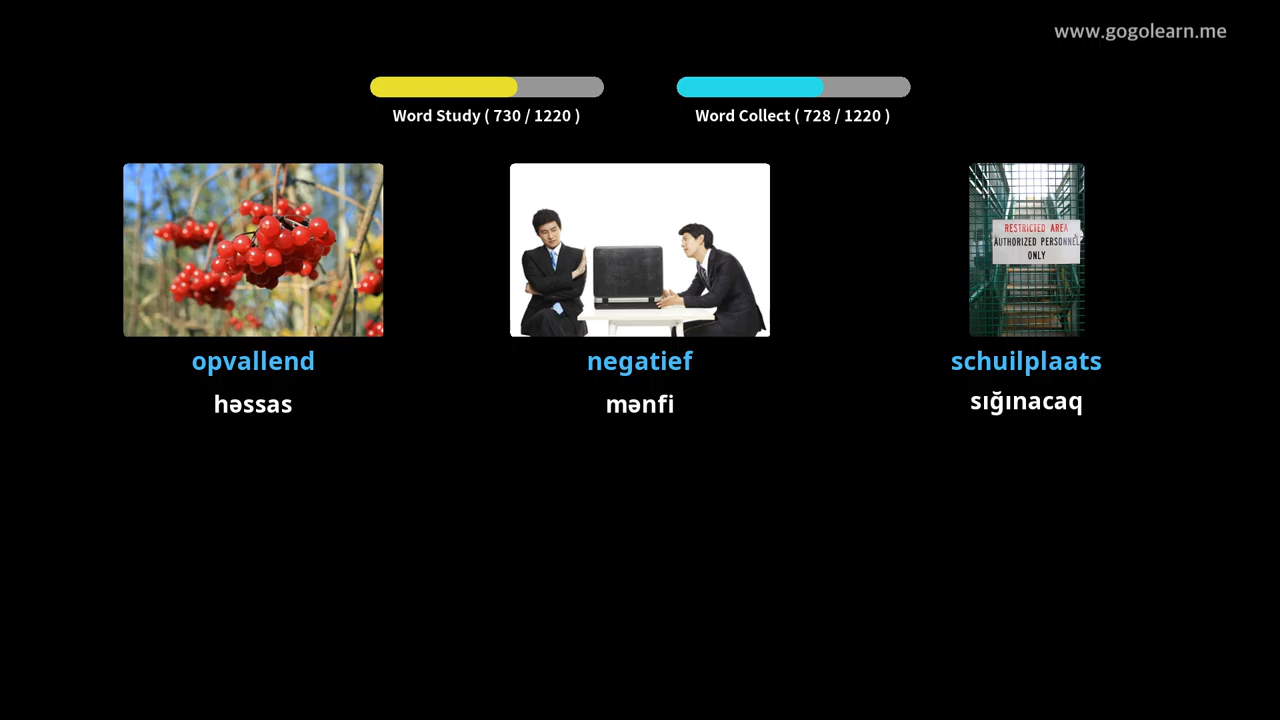 www.gogolearn.me
Word Study ( 730 / 1220 )
Word Collect ( 728 / 1220 )
RESTRICTED AREA
AUTHORIZED PERSONNEL
ONLY
opvallend
negatief
schuilplaats
həssas
mənfi
sığınacaq